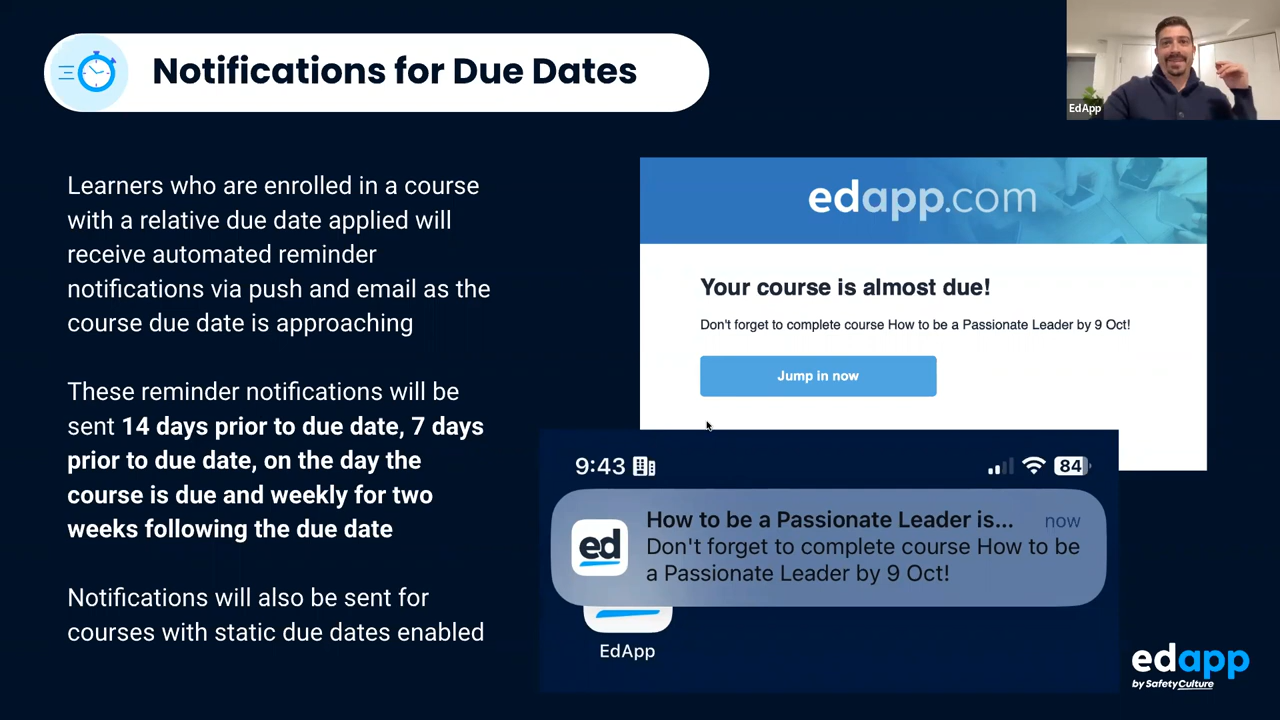 Notifications for Due Dates
EdApp
Learners who are enrolled in a course
with a relative due date applied will
receive automated reminder
notifications via push and email as the
course due date is approaching
These reminder notifications will be
sent 14 days prior to due date, 7 days
prior to due date, on the day the
course is due and weekly for two
weeks following the due date
Notifications will also be sent for
courses with static due dates enabled
edapp.com
Your course is almost due!
Don't forget to complete course How to be a Passionate Leader by 9 Oct!
Jump in now
9:43
84
ed
How to be a Passionate Leader is...
now
Don't forget to complete course How to be
a Passionate Leader by 9 Oct!
EdApp
edapp
by SafetyCulture